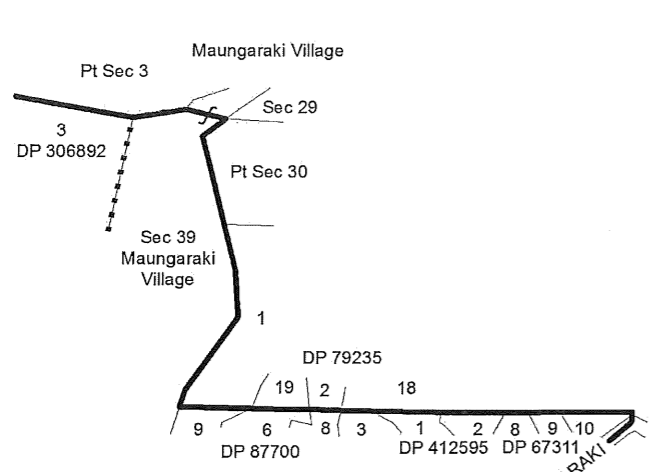 Maungaraki Village
Pt Sec 3
Sec 29
3
DP 306892
Pt Sec 30
Sec 39
Maungaraki
Village
1
DP 79235
19 2 18
9 6 8 3 1 2 8 9 10
DP 87700 DP 412595 DP 67311
ARAKI